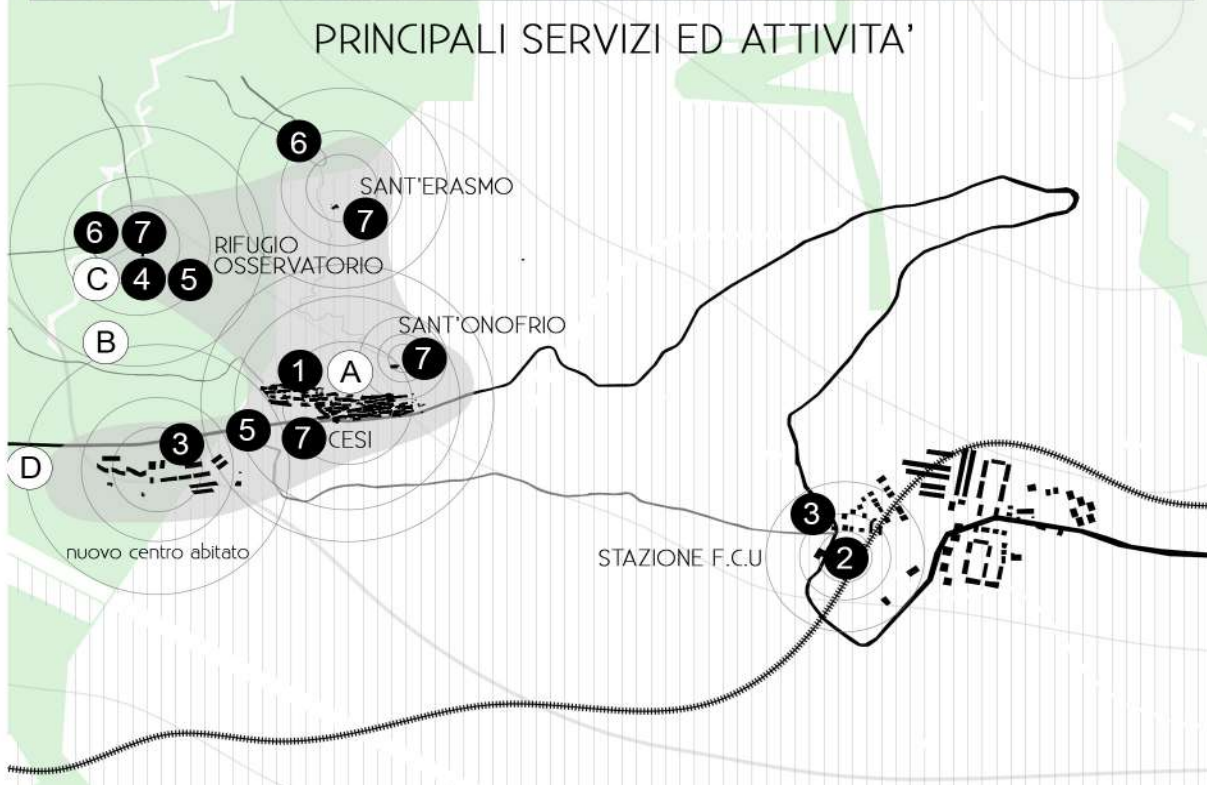 PRINCIPALI SERVIZI ED ATTIVITA'
6
SANT'ERASMO
7
6 7
RIFUGIO
OSSERVATORIO
C 4 5
B
SANT'ONOFRIO
7
1 A
5 7 CESI
3
D
nuovo centro abitato
3
STAZIONE F.C.U
2